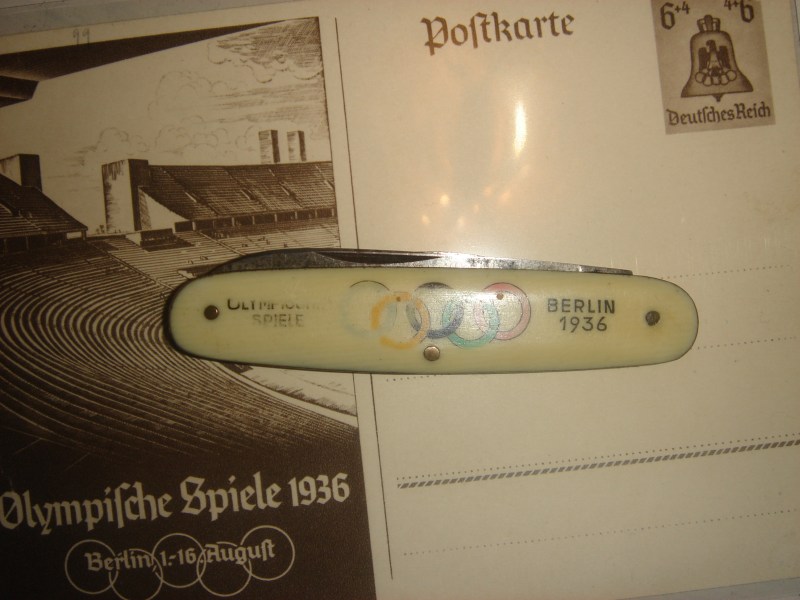 Postkarte
6+4 4+6
Deutsches Reich
OLYMPISCHE
SPIELE
BERLIN
1936
Olympische Spiele 1936
Berlin, 1.-16. August